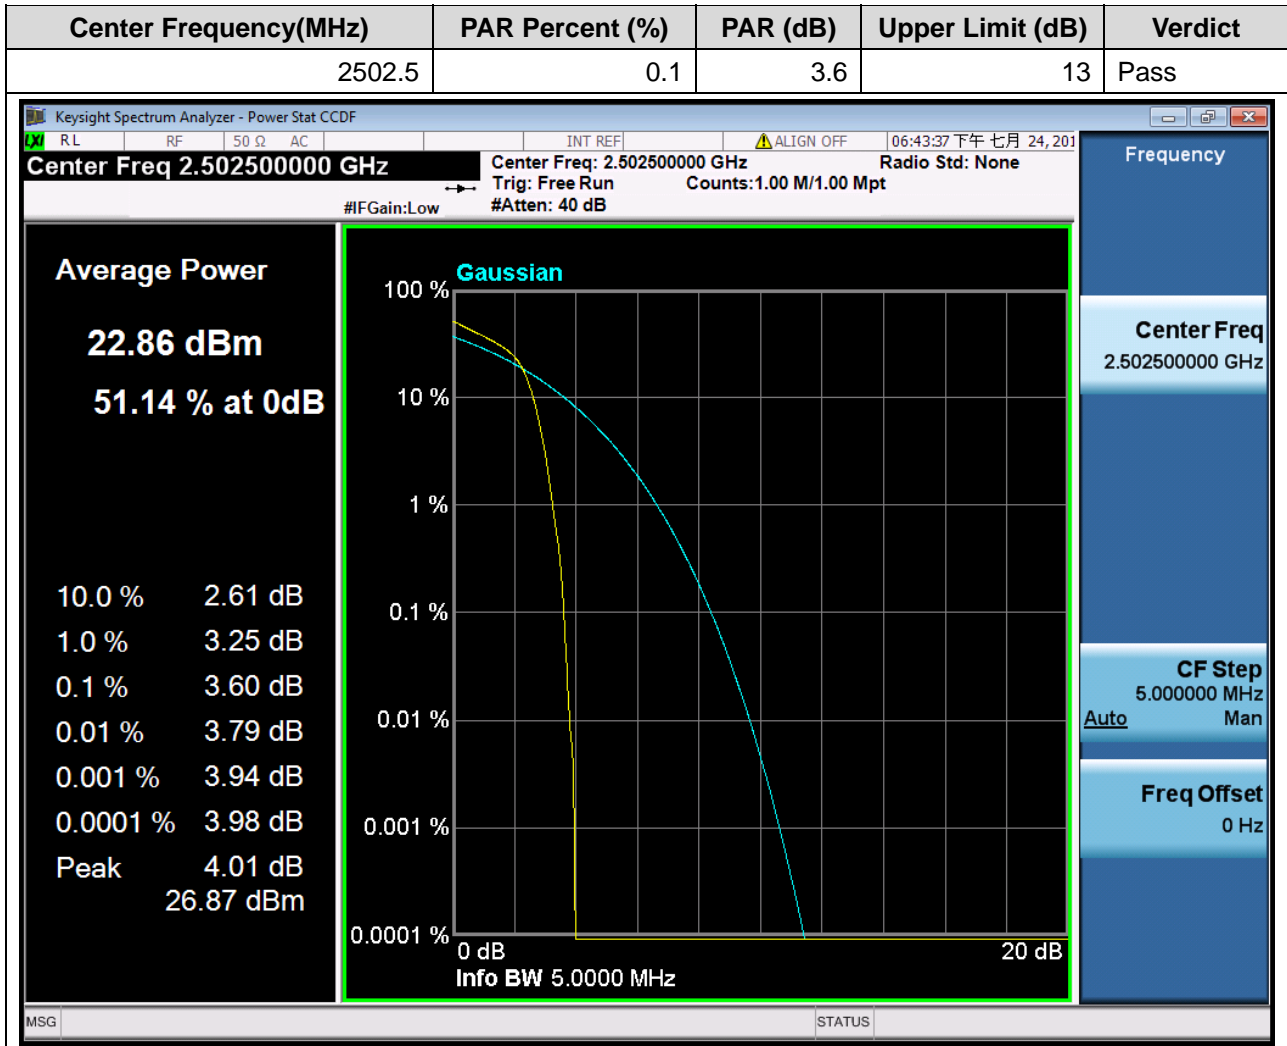 Center Frequency(MHz) PAR Percent (%) PAR (dB) Upper Limit (dB) Verdict
2502.5 0.1 3.6 13 Pass
Keysight Spectrum Analyzer - Power Stat CCDF
LXI RL RF 50 Ω AC INT REF ALIGN OFF 06:43:37 下午 七月 24, 201
Center Freq 2.502500000 GHz
#IFGain:Low
Center Freq: 2.502500000 GHz Radio Std: None
Trig: Free Run Counts:1.00 M/1.00 Mpt
#Atten: 40 dB
Average Power
22.86 dBm
51.14 % at 0dB
10.0 % 2.61 dB
1.0 % 3.25 dB
0.1 % 3.60 dB
0.01 % 3.79 dB
0.001 % 3.94 dB
0.0001 % 3.98 dB
Peak 4.01 dB
26.87 dBm
Gaussian
100 %
10 %
1 %
0.1 %
0.01 %
0.001 %
0.0001 %
0 dB 20 dB
Info BW 5.0000 MHz
Frequency
Center Freq
2.502500000 GHz
CF Step
5.000000 MHz
Auto Man
Freq Offset
0 Hz
MSG STATUS